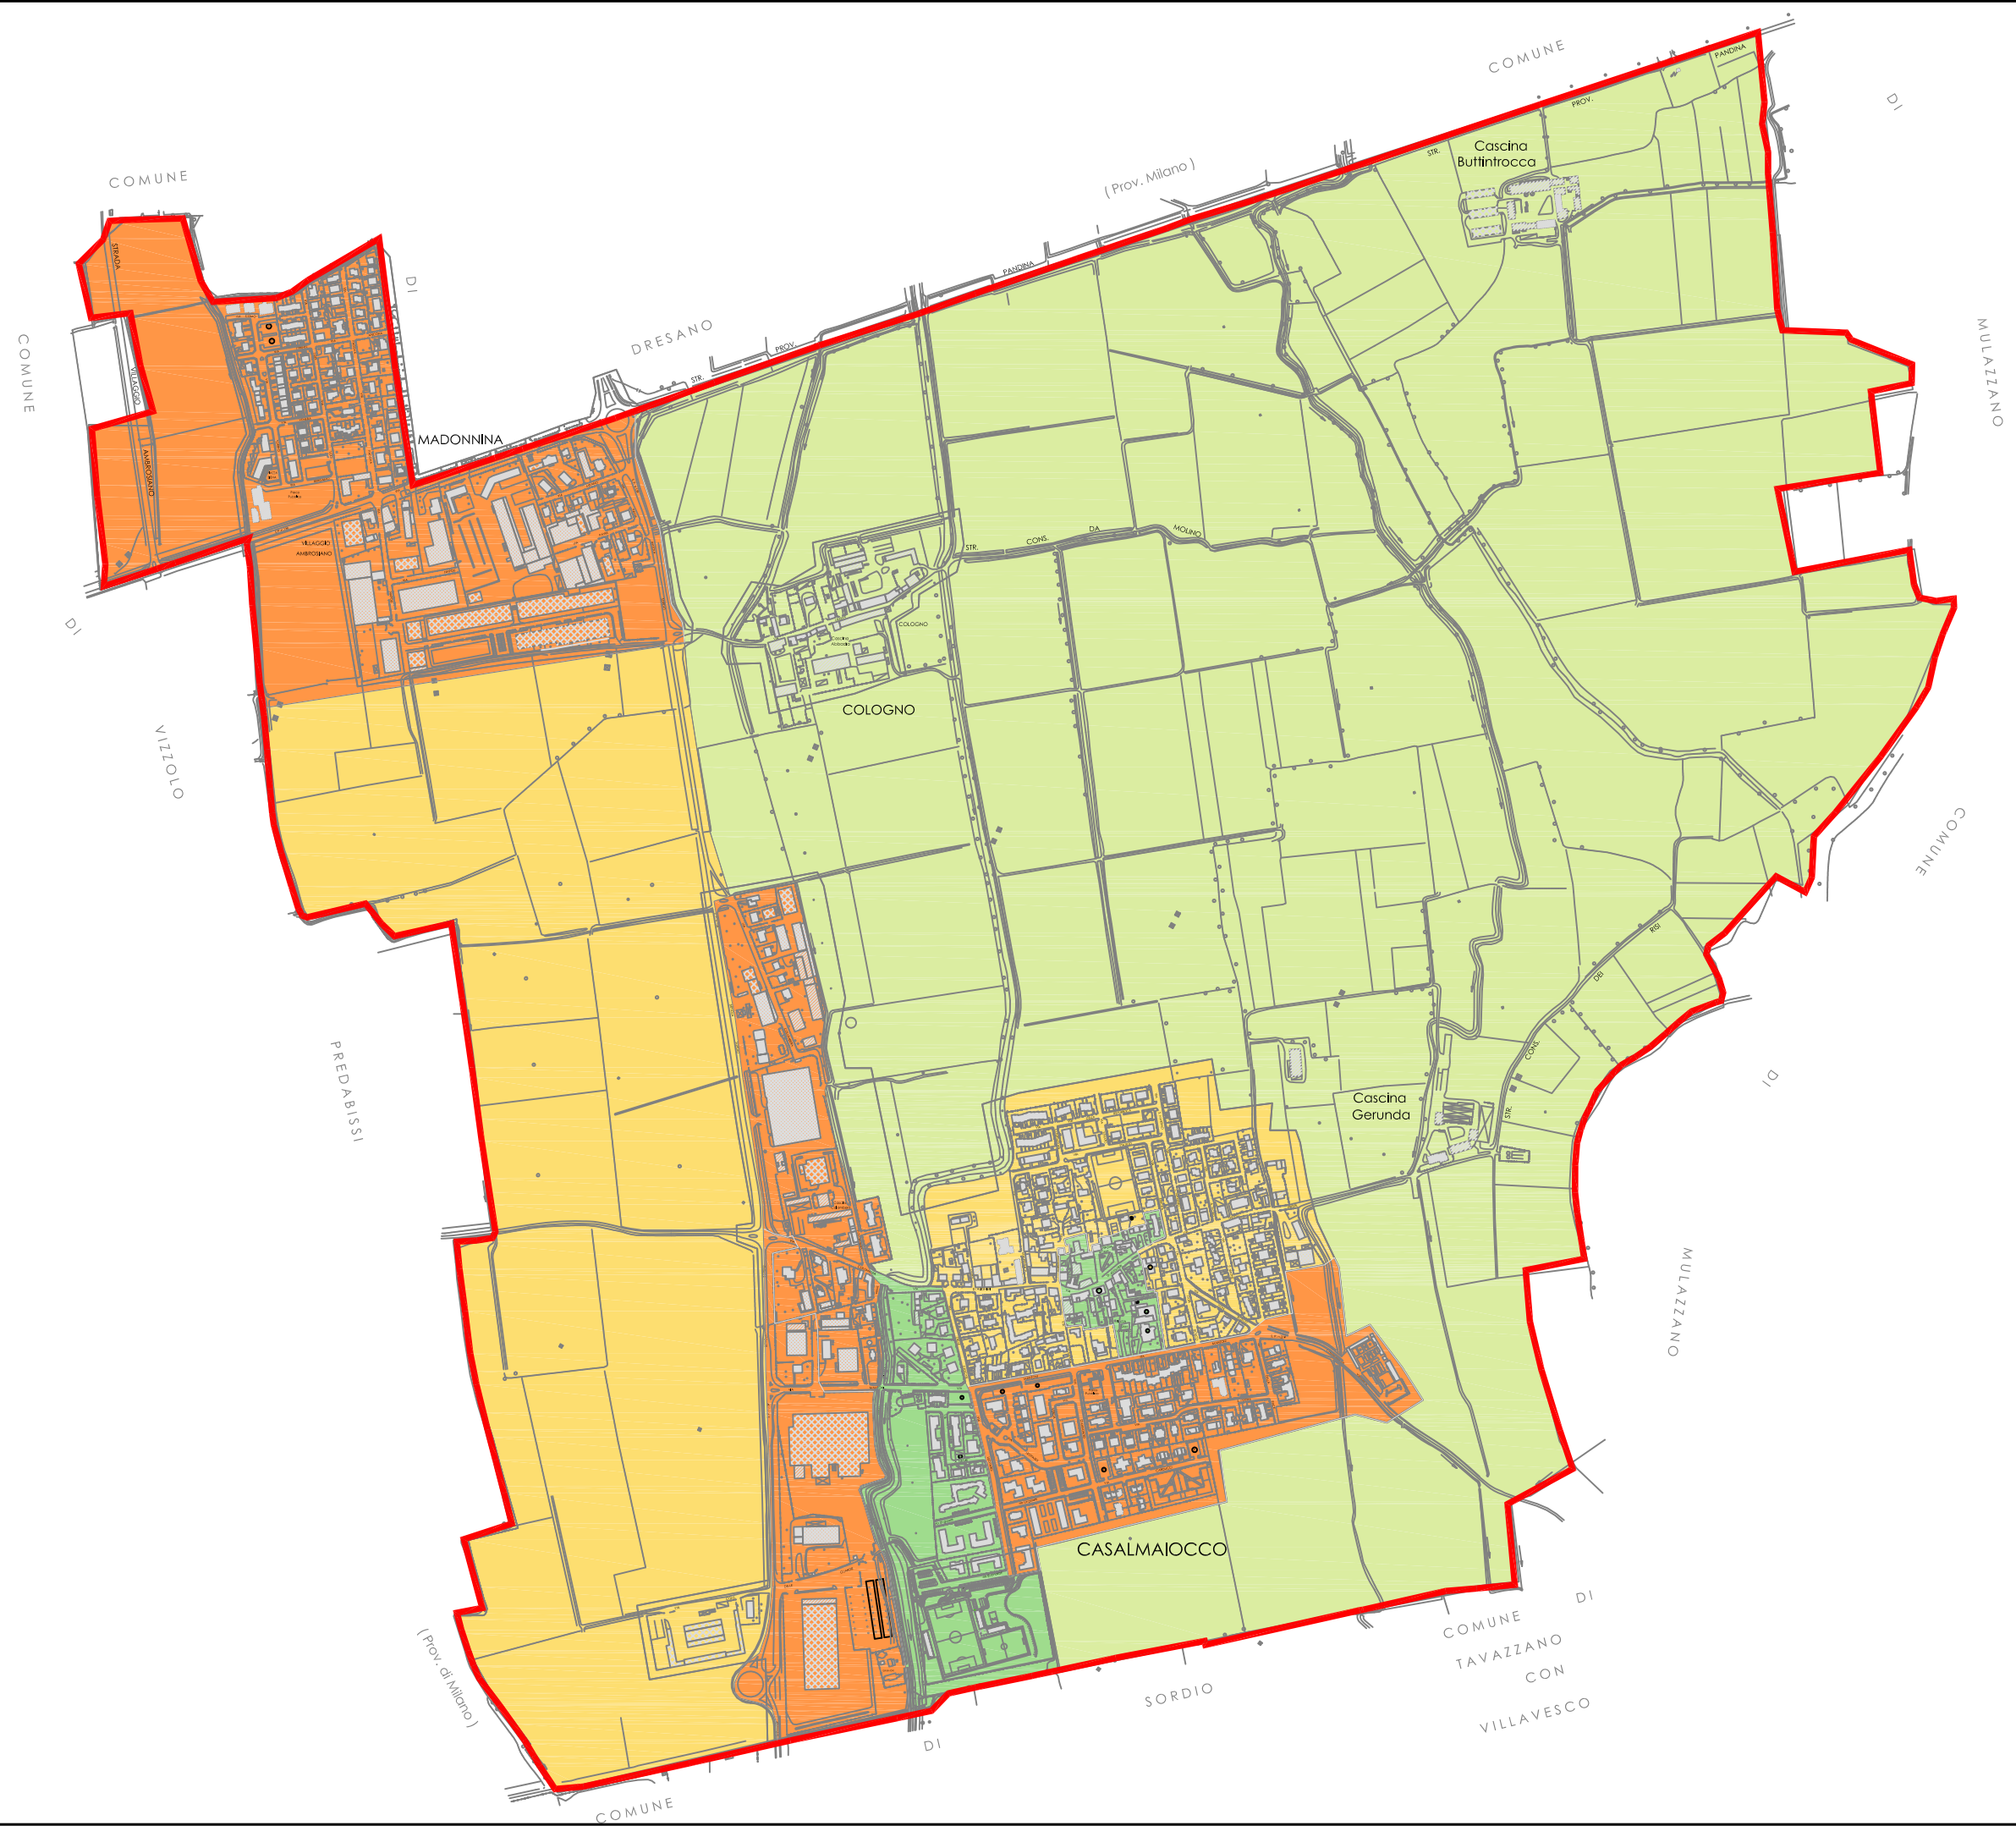 COMUNE
PANDINA
DI
PROV.
Cascina
Buttintrocca
STR.
( Prov. Milano )
COMUNE
STRADA
PANDINA
DI
DRESANO
PROV.
STR.
COMUNE
MULAZZANO
VILLAGGIO
MADONNINA
AMBROSIANO
VILLAGGIO
AMBROSIANO
STR.
CONS.
DA
MOLINO
DI
COLOGNO
COLOGNO
VIZZOLO
COMUNE
RISI
DEI
CONS.
STR.
PREDABISSI
DI
Cascina
Gerunda
MULAZZANO
CASALMAIOCCO
( Prov. di Milano )
COMUNE
DI
TAVAZZANO
CON
VILLAVESCO
SORDIO
DI
COMUNE